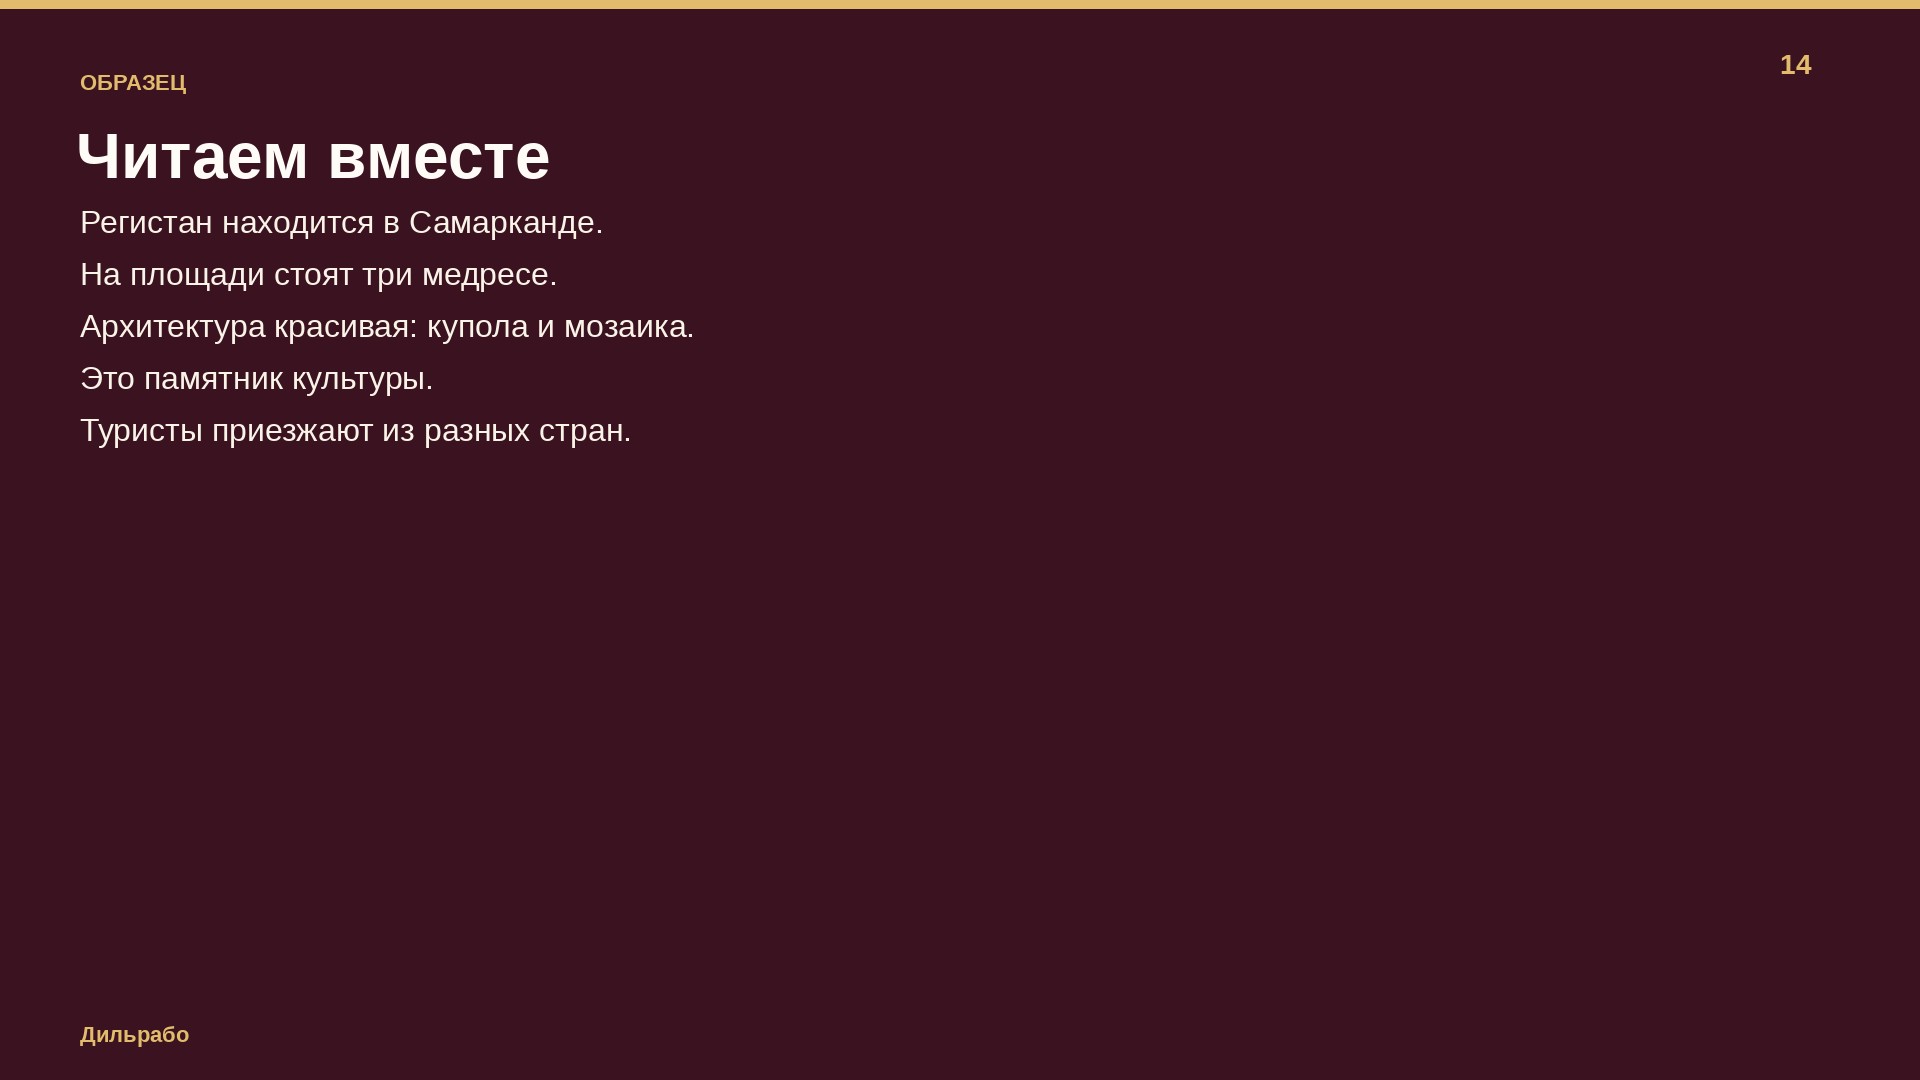 14
ОБРАЗЕЦ
Читаем вместе
Регистан находится в Самарканде.
На площади стоят три медресе.
Архитектура красивая: купола и мозаика.
Это памятник культуры.
Туристы приезжают из разных стран.
Дильрабо